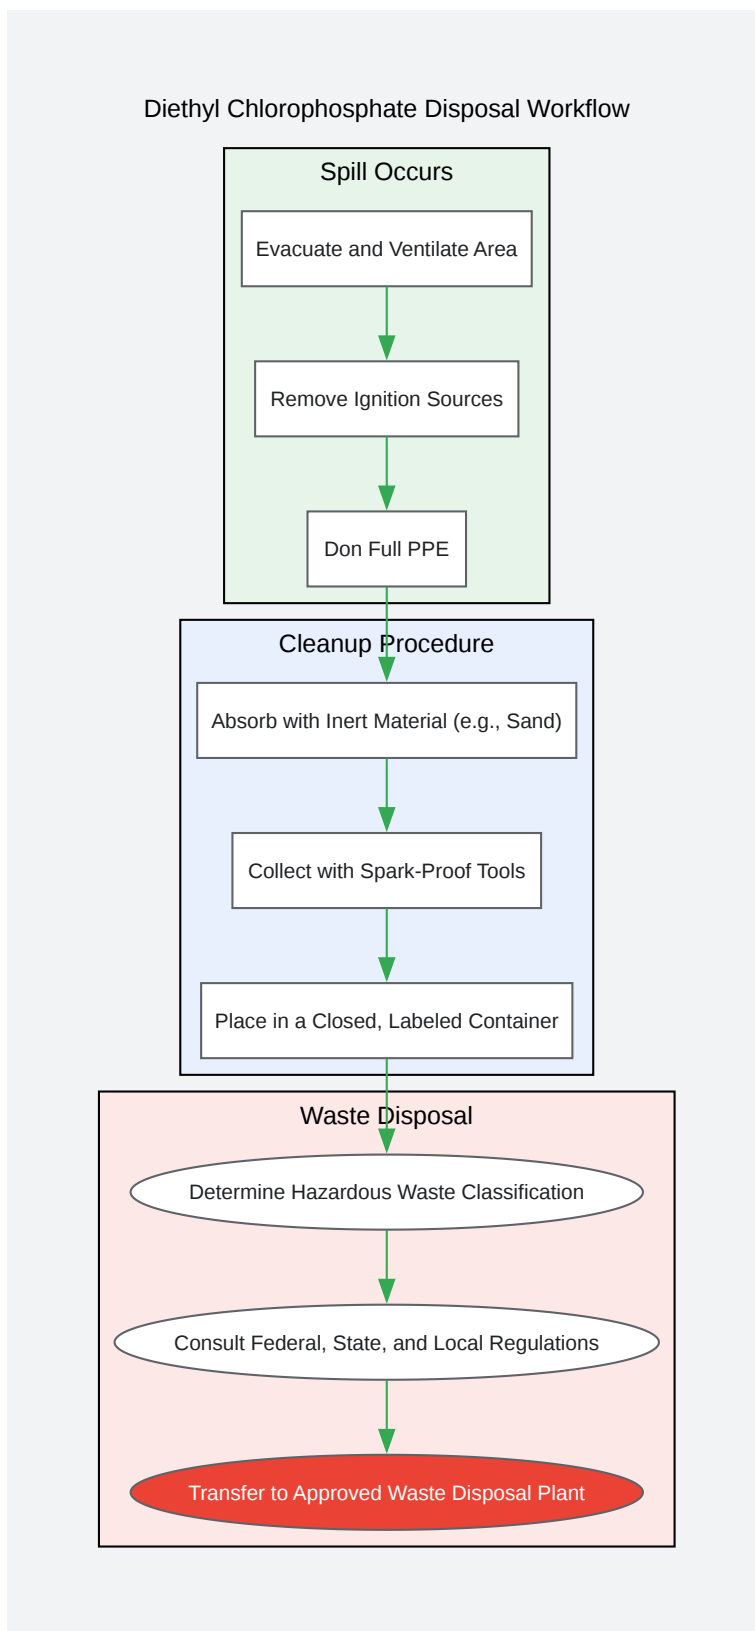 Diethyl Chlorophosphate Disposal Workflow
Spill Occurs
Evacuate and Ventilate Area
Remove Ignition Sources
Don Full PPE
Cleanup Procedure
Absorb with Inert Material (e.g., Sand)
Collect with Spark-Proof Tools
Place in a Closed, Labeled Container
Waste Disposal
Determine Hazardous Waste Classification
Consult Federal, State, and Local Regulations
Transfer to Approved Waste Disposal Plant